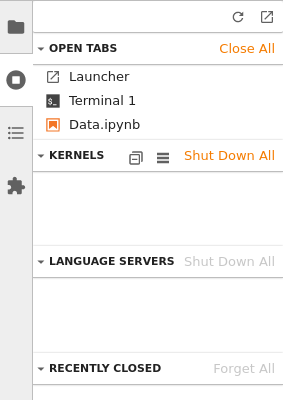 OPEN TABS Close All
Launcher
Terminal 1
Data.ipynb
KERNELS Shut Down All
LANGUAGE SERVERS Shut Down All
RECENTLY CLOSED Forget All